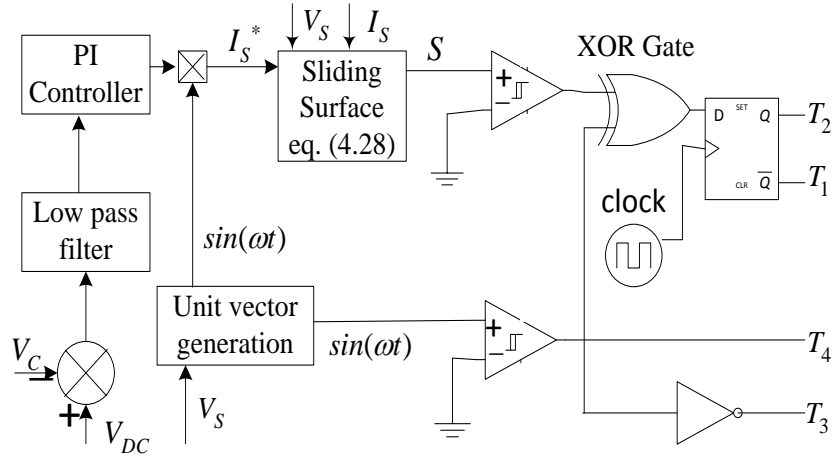 PI
Controller
I_S^*
V_S
I_S
Sliding
Surface
eq. (4.28)
S
+
−
XOR Gate
D
SET
Q
CLR
Q̅
T_2
T_1
clock
Low pass
filter
sin(ωt)
Unit vector
generation
sin(ωt)
+
−
T_4
T_3
V_C
−
+
V_DC
V_S